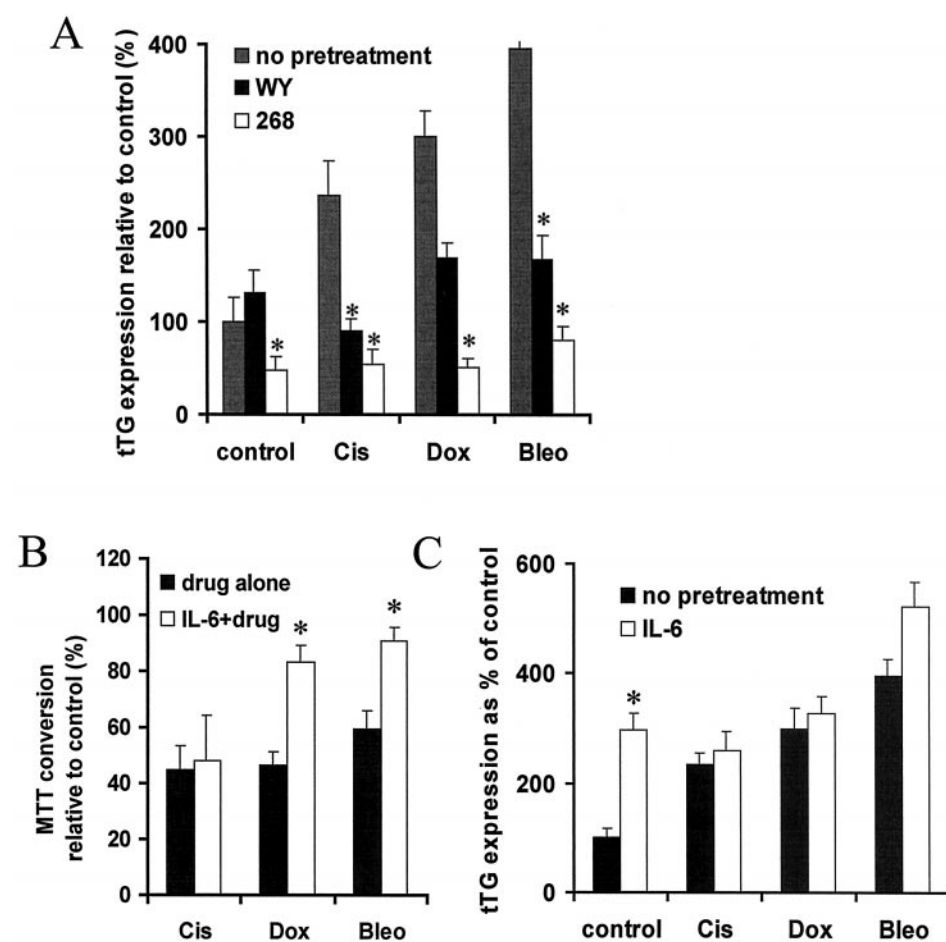 A
tTG expression relative to control (%)
400
300
200
100
0
no pretreatment
WY
268
*
*
*
*
*
*
control Cis Dox Bleo
B
MTT conversion
relative to control (%)
120
100
80
60
40
20
0
drug alone
IL-6+drug
*
*
Cis Dox Bleo
C
tTG expression as % of control
600
400
200
0
no pretreatment
IL-6
*
control Cis Dox Bleo